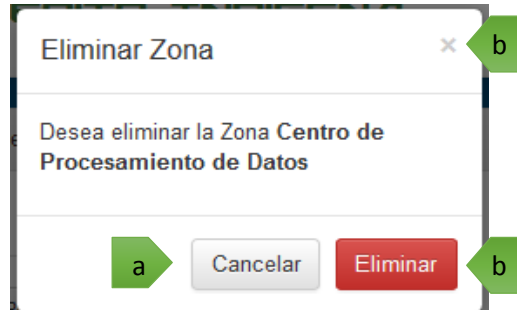 Eliminar Zona × b
Desea eliminar la Zona Centro de
Procesamiento de Datos
a Cancelar Eliminar b